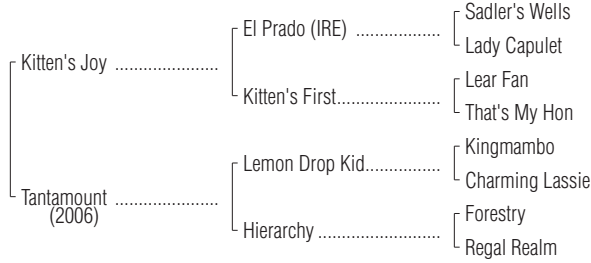 Sadler's Wells
El Prado (IRE) ..................
Lady Capulet
Kitten's Joy ......................
Lear Fan
Kitten's First......................
That's My Hon
Kingmambo
Lemon Drop Kid................
Charming Lassie
Tantamount ......................
(2006)
Forestry
Hierarchy ..........................
Regal Realm